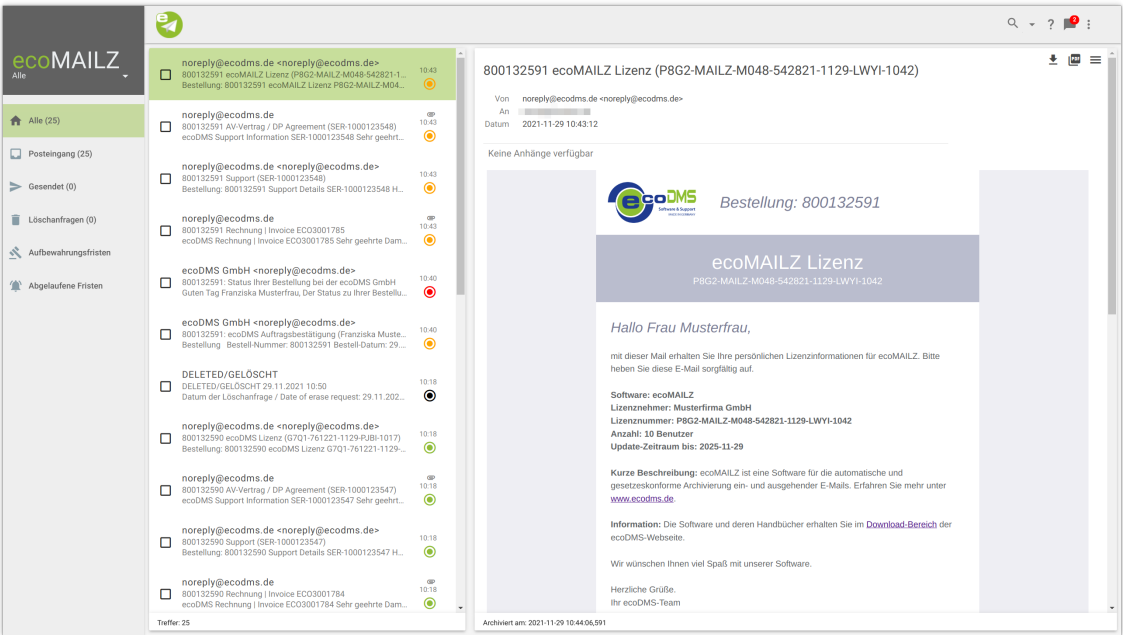 ecoMAILZ
Alle
Alle (25)
Posteingang (25)
Gesendet (0)
Löschanfragen (0)
Aufbewahrungsfristen
Abgelaufene Fristen
e
?
2
noreply@ecodms.de <noreply@ecodms.de>
800132591 ecoMAILZ Lizenz (P8G2-MAILZ-M048-542821-1...
10:43
Bestellung: 800132591 ecoMAILZ Lizenz P8G2-MAILZ-M04...
noreply@ecodms.de
800132591 AV-Vertrag / DP Agreement (SER-1000123548)
10:43
ecoDMS Support Information SER-1000123548 Sehr geehrt...
noreply@ecodms.de <noreply@ecodms.de>
800132591 Support (SER-1000123548)
10:43
Bestellung: 800132591 Support Details SER-1000123548 H...
noreply@ecodms.de
800132591 Rechnung | Invoice ECO3001785
10:43
ecoDMS Rechnung | Invoice ECO3001785 Sehr geehrte Dam...
ecoDMS GmbH <noreply@ecodms.de>
800132591: Status Ihrer Bestellung bei der ecoDMS GmbH
10:40
Guten Tag Franziska Musterfrau, Der Status zu Ihrer Bestellu...
ecoDMS GmbH <noreply@ecodms.de>
800132591: ecoDMS Auftragsbestätigung (Franziska Muste...
10:40
Bestellung Bestell-Nummer: 800132591 Bestell-Datum: 29....
DELETED/GELÖSCHT
DELETED/GELÖSCHT 29.11.2021 10:50
10:18
Datum der Löschanfrage / Date of erase request: 29.11.202...
noreply@ecodms.de <noreply@ecodms.de>
800132590 ecoDMS Lizenz (G7Q1-761221-1129-PJBI-1017)
10:18
Bestellung: 800132590 ecoDMS Lizenz G7Q1-761221-1129-...
noreply@ecodms.de
800132590 AV-Vertrag / DP Agreement (SER-1000123547)
10:18
ecoDMS Support Information SER-1000123547 Sehr geehrt...
noreply@ecodms.de <noreply@ecodms.de>
800132590 Support (SER-1000123547)
10:18
Bestellung: 800132590 Support Details SER-1000123547 H...
noreply@ecodms.de
800132590 Rechnung | Invoice ECO3001784
10:18
ecoDMS Rechnung | Invoice ECO3001784 Sehr geehrte Dam...
Treffer: 25
800132591 ecoMAILZ Lizenz (P8G2-MAILZ-M048-542821-1129-LWYI-1042)
PDF
Von noreply@ecodms.de <noreply@ecodms.de>
An
Datum 2021-11-29 10:43:12
Keine Anhänge verfügbar
ecoDMS
Software & Support
MADE IN GERMANY
Bestellung: 800132591
ecoMAILZ Lizenz
P8G2-MAILZ-M048-542821-1129-LWYI-1042
Hallo Frau Musterfrau,
mit dieser Mail erhalten Sie Ihre persönlichen Lizenzinformationen für ecoMAILZ. Bitte
heben Sie diese E-Mail sorgfältig auf.
Software: ecoMAILZ
Lizenznehmer: Musterfirma GmbH
Lizenznummer: P8G2-MAILZ-M048-542821-1129-LWYI-1042
Anzahl: 10 Benutzer
Update-Zeitraum bis: 2025-11-29
Kurze Beschreibung: ecoMAILZ ist eine Software für die automatische und
gesetzeskonforme Archivierung ein- und ausgehender E-Mails. Erfahren Sie mehr unter
www.ecodms.de.
Information: Die Software und deren Handbücher erhalten Sie im Download-Bereich der
ecoDMS-Webseite.
Wir wünschen Ihnen viel Spaß mit unserer Software.
Herzliche Grüße.
Ihr ecoDMS-Team
Archiviert am: 2021-11-29 10:44:06,591